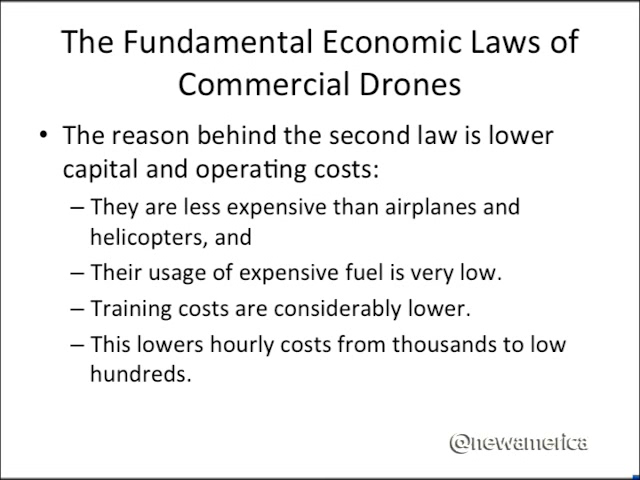 The Fundamental Economic Laws of
Commercial Drones
• The reason behind the second law is lower
capital and operating costs:
– They are less expensive than airplanes and
helicopters, and
– Their usage of expensive fuel is very low.
– Training costs are considerably lower.
– This lowers hourly costs from thousands to low
hundreds.
@newamerica